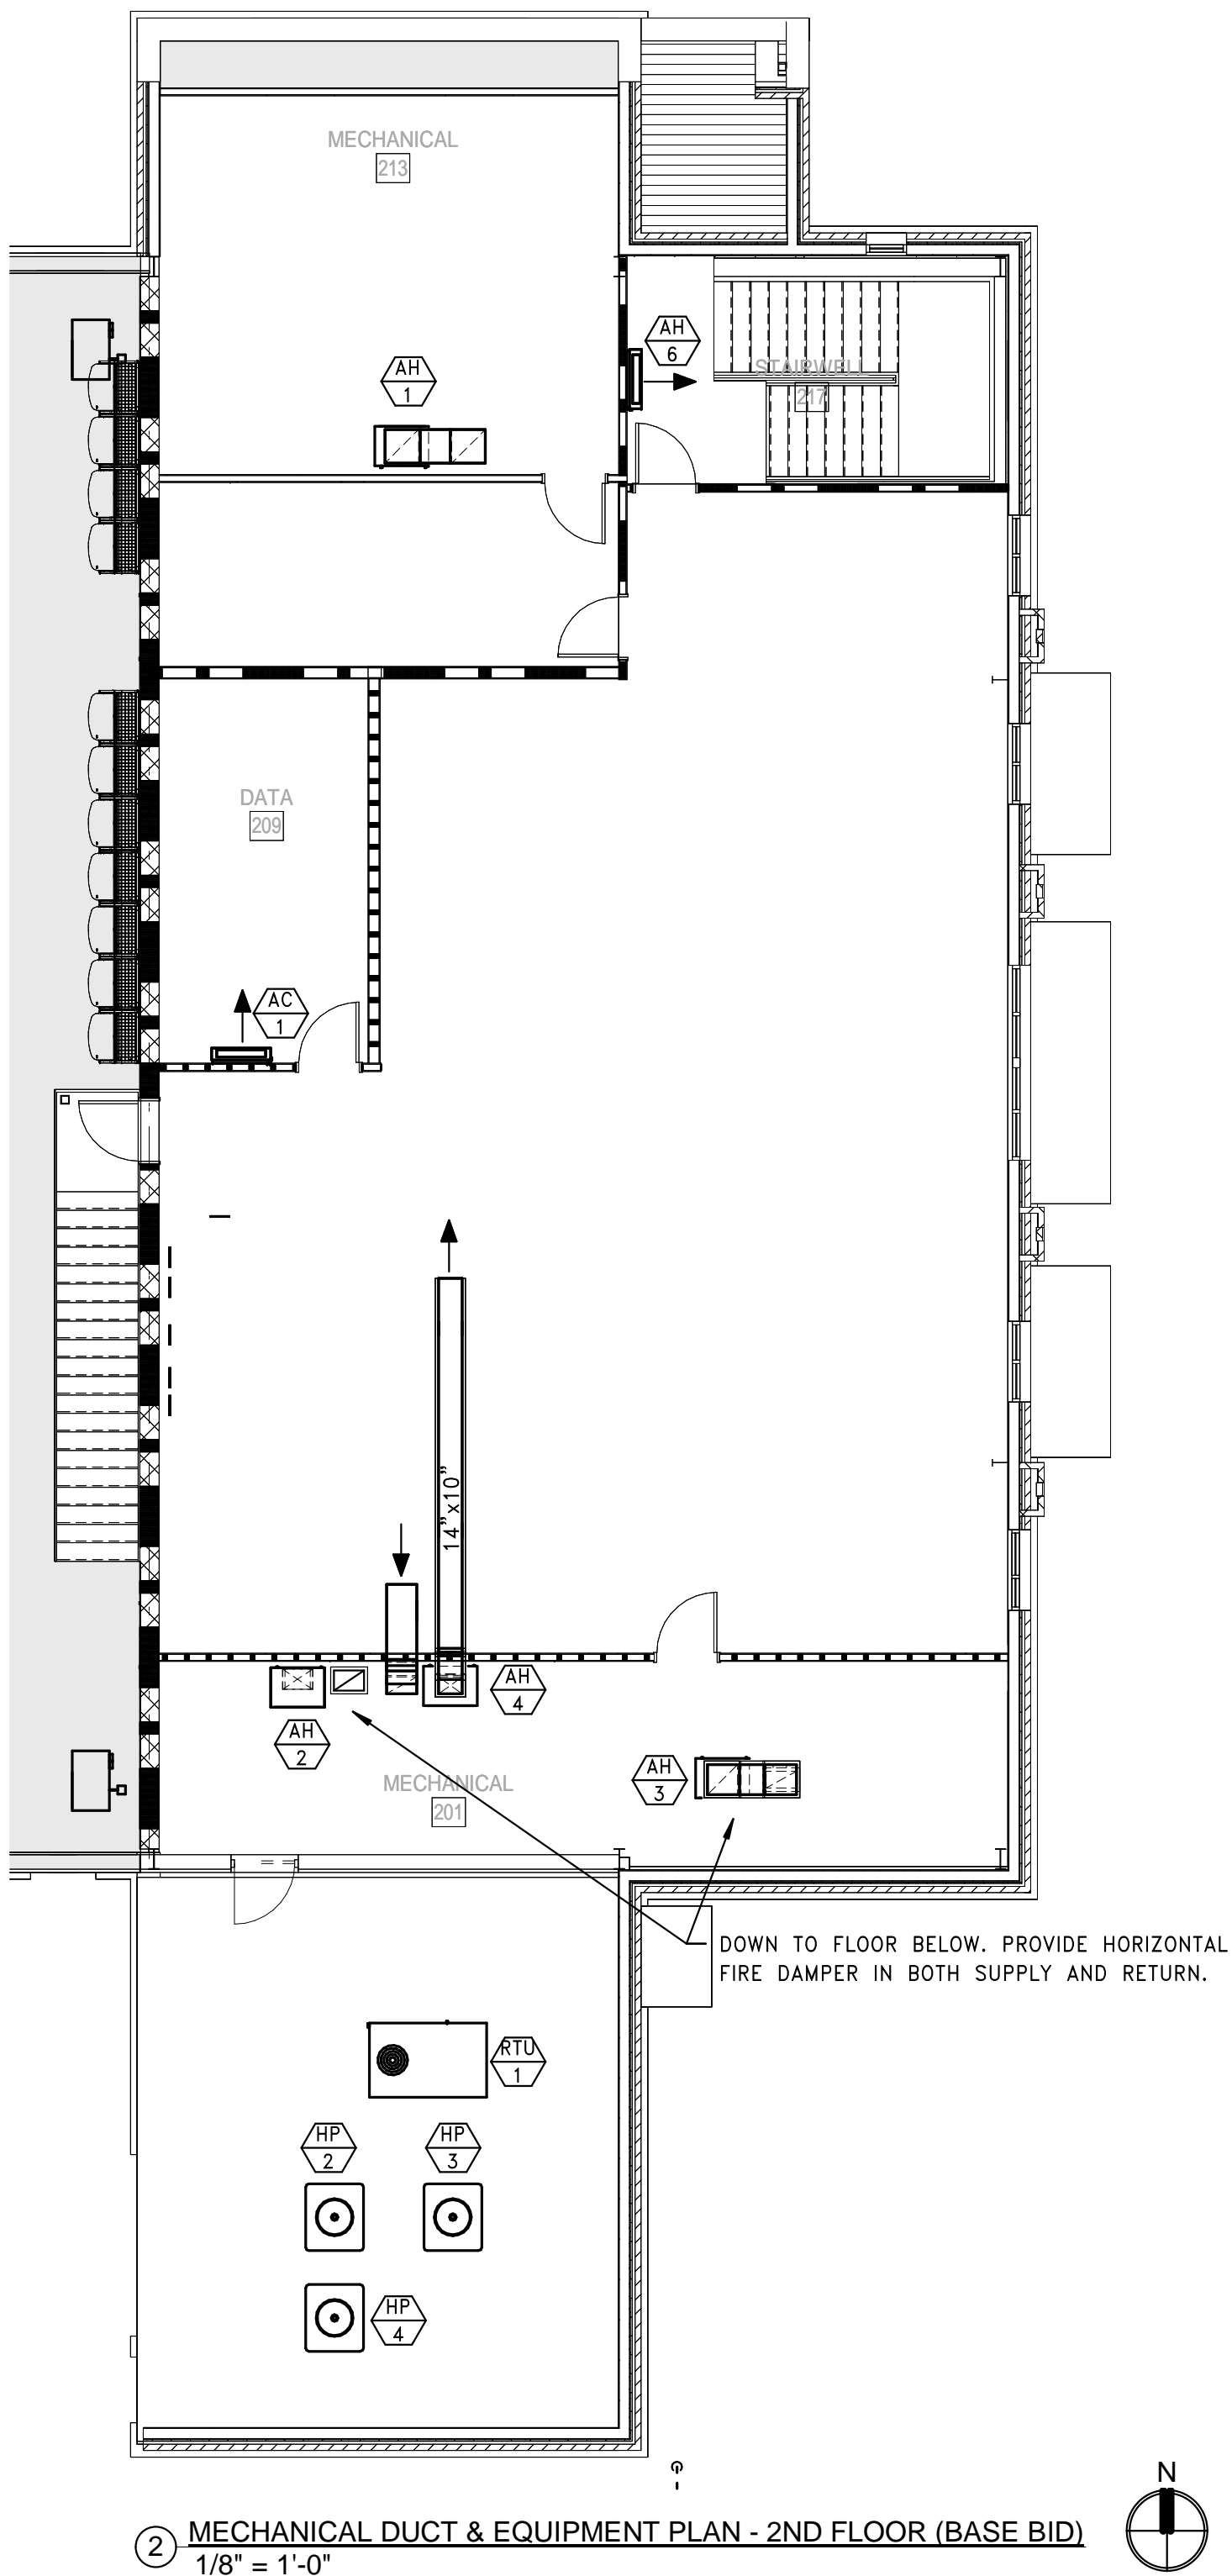 MECHANICAL
213
AH
6
STAIRWELL
217
AH
1
DATA
209
AC
1
14"x10"
AH
4
AH
2
AH
3
MECHANICAL
201
DOWN TO FLOOR BELOW. PROVIDE HORIZONTAL
FIRE DAMPER IN BOTH SUPPLY AND RETURN.
RTU
1
HP
2
HP
3
HP
4
N
2 MECHANICAL DUCT & EQUIPMENT PLAN - 2ND FLOOR (BASE BID)
1/8" = 1'-0"